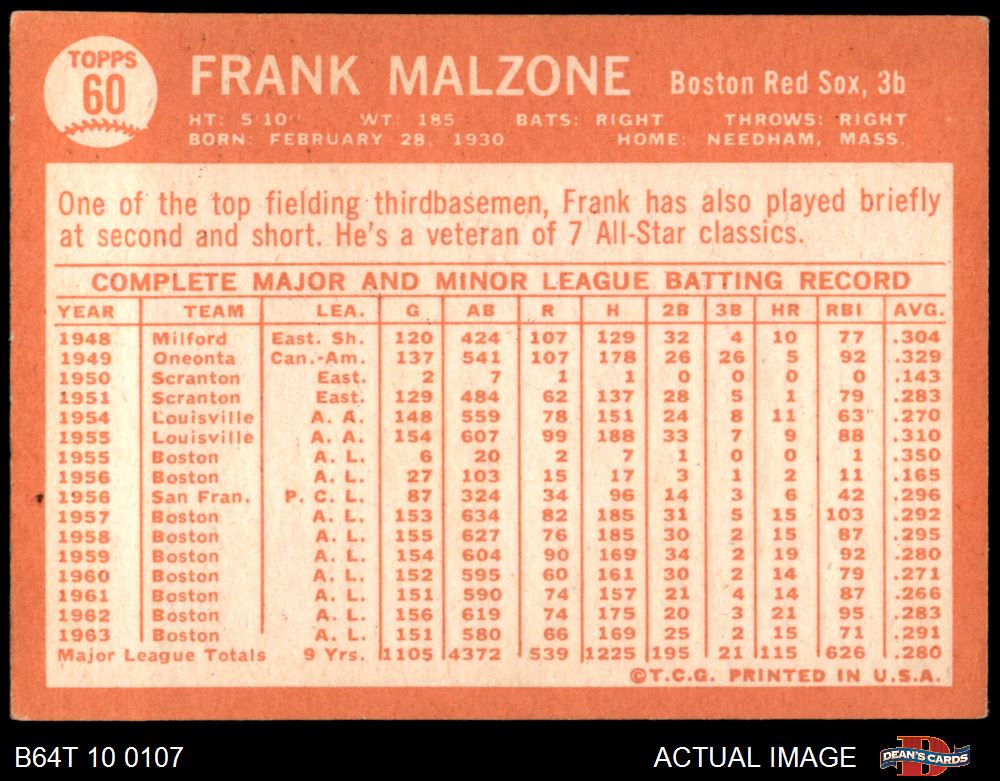 TOPPS
60
FRANK MALZONE Boston Red Sox, 3b
HT: 5'10" WT: 185 BATS: RIGHT THROWS: RIGHT
BORN: FEBRUARY 28, 1930 HOME: NEEDHAM, MASS.
One of the top fielding thirdbasemen, Frank has also played briefly
at second and short. He's a veteran of 7 All-Star classics.
COMPLETE MAJOR AND MINOR LEAGUE BATTING RECORD
YEAR TEAM LEA. G AB R H 2B 3B HR RBI AVG.
1948 Milford East. Sh. 120 424 107 129 32 4 10 77 .304
1949 Oneonta Can.-Am. 137 541 107 178 26 26 5 92 .329
1950 Scranton East. 2 7 1 1 0 0 0 0 .143
1951 Scranton East. 129 484 62 137 28 5 1 79 .283
1954 Louisville A. A. 148 559 78 151 24 8 11 63 .270
1955 Louisville A. A. 154 607 99 188 33 7 9 88 .310
1955 Boston A. L. 6 20 2 7 1 0 0 1 .350
1956 Boston A. L. 27 103 15 17 3 1 2 11 .165
1956 San Fran. P. C. L. 87 324 34 96 14 3 6 42 .296
1957 Boston A. L. 153 634 82 185 31 5 15 103 .292
1958 Boston A. L. 155 627 76 185 30 2 15 87 .295
1959 Boston A. L. 154 604 90 169 34 2 19 92 .280
1960 Boston A. L. 152 595 60 161 30 2 14 79 .271
1961 Boston A. L. 151 590 74 157 21 4 14 87 .266
1962 Boston A. L. 156 619 74 175 20 3 21 95 .283
1963 Boston A. L. 151 580 66 169 25 2 15 71 .291
Major League Totals 9 Yrs. 1105 4372 539 1225 195 21 115 626 .280
©T.C.G. PRINTED IN U.S.A.
B64T 10 0107 ACTUAL IMAGE DEAN'S CARDS